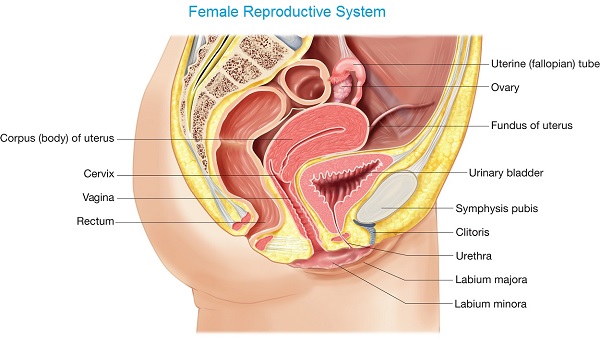 Female Reproductive System
Uterine (fallopian) tube
Ovary
Fundus of uterus
Corpus (body) of uterus
Cervix
Urinary bladder
Vagina
Symphysis pubis
Rectum
Clitoris
Urethra
Labium majora
Labium minora